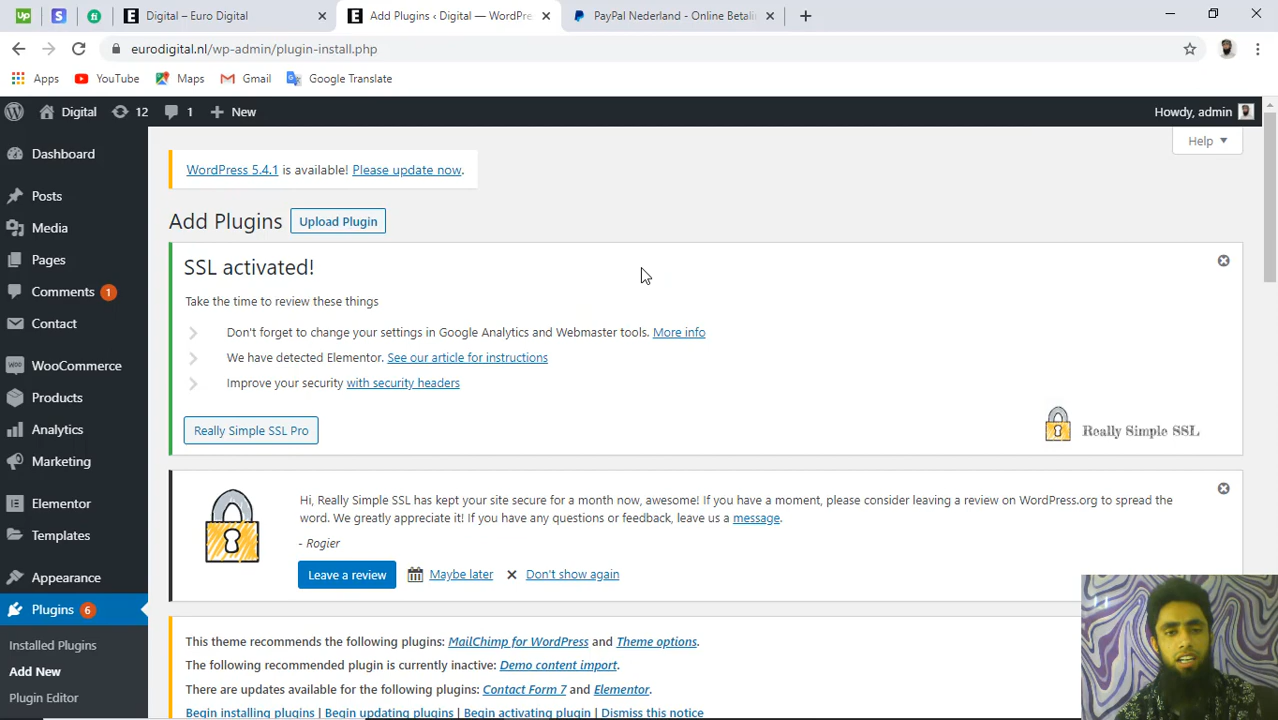 Up
Digital – Euro Digital
Add Plugins ‹ Digital — WordPre
PayPal Nederland - Online Betali
eurodigital.nl/wp-admin/plugin-install.php
Apps
YouTube
Maps
Gmail
Google Translate
Digital
12
1
New
Howdy, admin
Dashboard
Posts
Media
Pages
Comments 1
Contact
WooCommerce
Products
Analytics
Marketing
Elementor
Templates
Appearance
Plugins 6
Installed Plugins
Add New
Plugin Editor
Help
WordPress 5.4.1 is available! Please update now.
Add Plugins
Upload Plugin
SSL activated!
Take the time to review these things
Don't forget to change your settings in Google Analytics and Webmaster tools. More info
We have detected Elementor. See our article for instructions
Improve your security with security headers
Really Simple SSL Pro
Really Simple SSL
Hi, Really Simple SSL has kept your site secure for a month now, awesome! If you have a moment, please consider leaving a review on WordPress.org to spread the
word. We greatly appreciate it! If you have any questions or feedback, leave us a message.
- Rogier
Leave a review
Maybe later
Don't show again
This theme recommends the following plugins: MailChimp for WordPress and Theme options.
The following recommended plugin is currently inactive: Demo content import.
There are updates available for the following plugins: Contact Form 7 and Elementor.
Begin installing plugins | Begin updating plugins | Begin activating plugin | Dismiss this notice